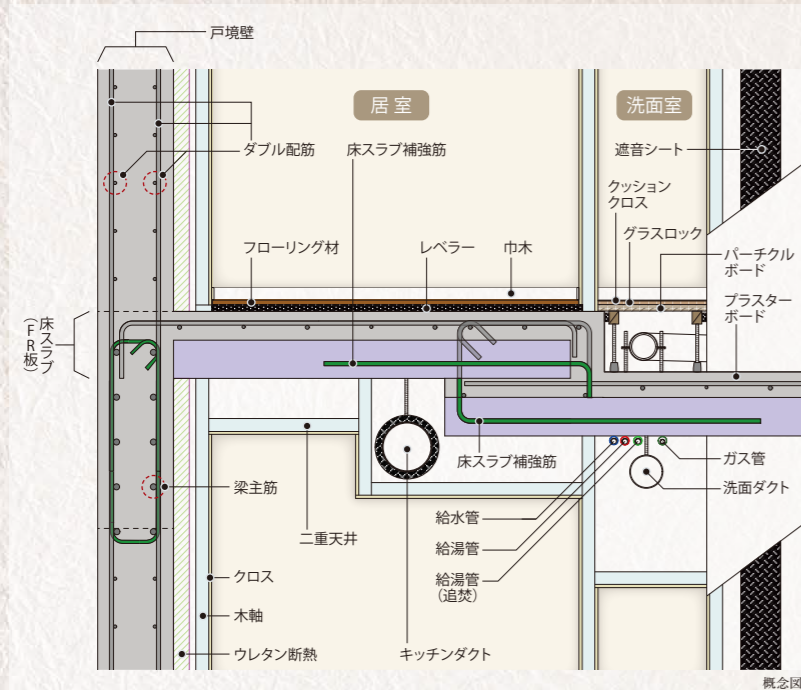 戸境壁
居室
洗面室
ダブル配筋
床スラブ補強筋
遮音シート
クッション
クロス
グラスロック
フローリング材
レベラー
巾木
パーチクル
ボード
プラスター
ボード
床スラブ
(FR板)
床スラブ補強筋
ガス管
梁主筋
洗面ダクト
給水管
二重天井
給湯管
クロス
給湯管
(追焚)
木軸
ウレタン断熱
キッチンダクト
概念図